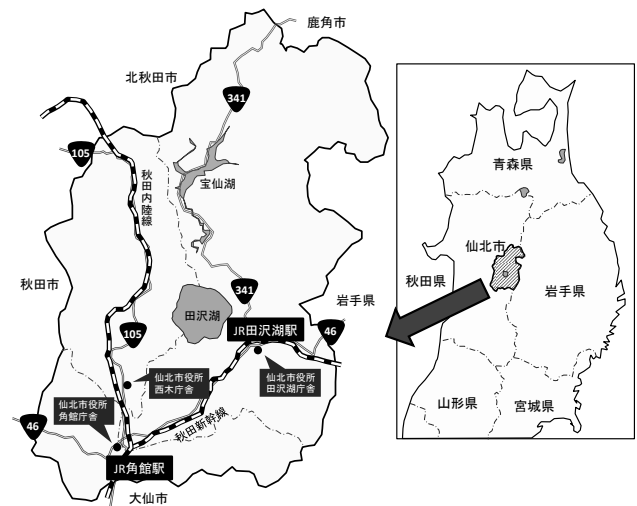 鹿角市
北秋田市
341
105
秋田内陸線
宝仙湖
秋田市
341
田沢湖
岩手県
JR田沢湖駅
46
105
仙北市役所
西木庁舎
仙北市役所
田沢湖庁舎
仙北市役所
角館庁舎
46
秋田新幹線
JR角館駅
大仙市
青森県
仙北市
秋田県
岩手県
山形県
宮城県